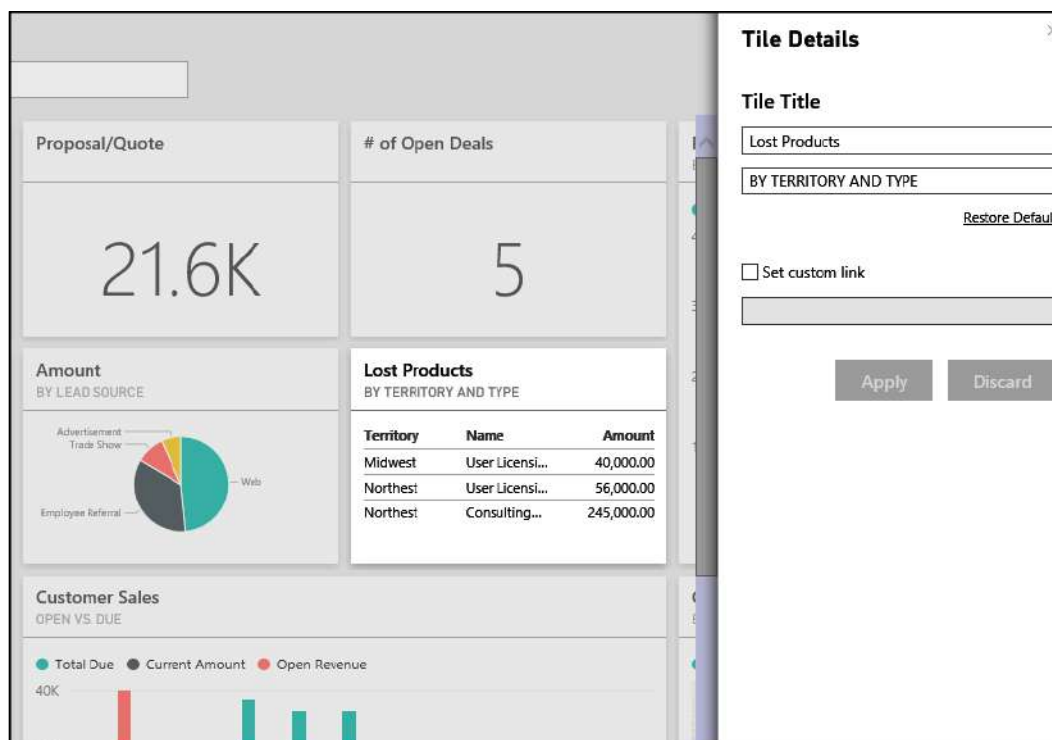 Tile Details
Tile Title
Lost Products
BY TERRITORY AND TYPE
Restore Defaul
Set custom link
Apply Discard
Proposal/Quote
21.6K
# of Open Deals
5
Amount
BY LEAD SOURCE
Advertisement
Trade Show
Web
Employee Referral
Lost Products
BY TERRITORY AND TYPE
Territory Name Amount
Midwest User Licensi... 40,000.00
Northest User Licensi... 56,000.00
Northest Consulting... 245,000.00
Customer Sales
OPEN VS. DUE
Total Due Current Amount Open Revenue
40K